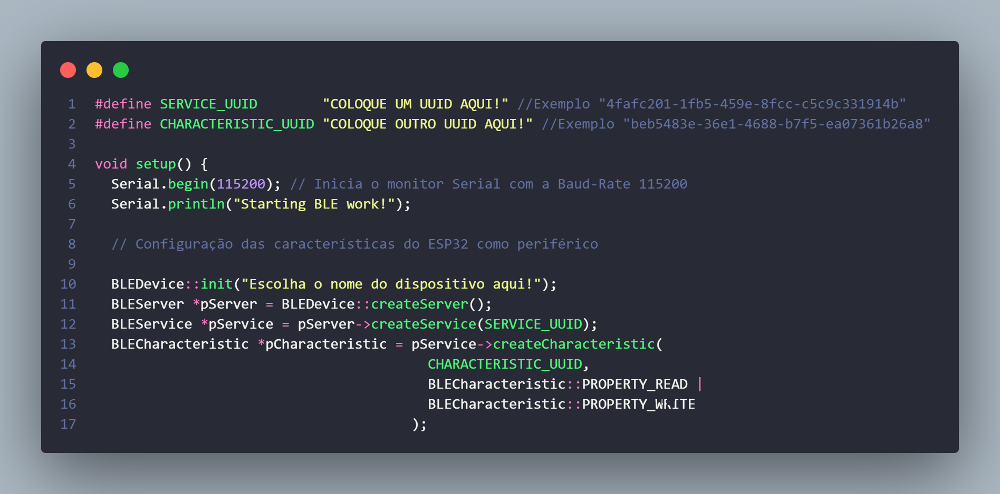 1 #define SERVICE_UUID        "COLOQUE UM UUID AQUI!" //Exemplo "4fafc201-1fb5-459e-8fcc-c5c9c331914b"
2 #define CHARACTERISTIC_UUID "COLOQUE OUTRO UUID AQUI!" //Exemplo "beb5483e-36e1-4688-b7f5-ea07361b26a8"
3
4 void setup() {
5   Serial.begin(115200); // Inicia o monitor Serial com a Baud-Rate 115200
6   Serial.println("Starting BLE work!");
7
8   // Configuração das características do ESP32 como periférico
9
10   BLEDevice::init("Escolha o nome do dispositivo aqui!");
11   BLEServer *pServer = BLEDevice::createServer();
12   BLEService *pService = pServer->createService(SERVICE_UUID);
13   BLECharacteristic *pCharacteristic = pService->createCharacteristic(
14                                          CHARACTERISTIC_UUID,
15                                          BLECharacteristic::PROPERTY_READ |
16                                          BLECharacteristic::PROPERTY_WRITE
17                                        );